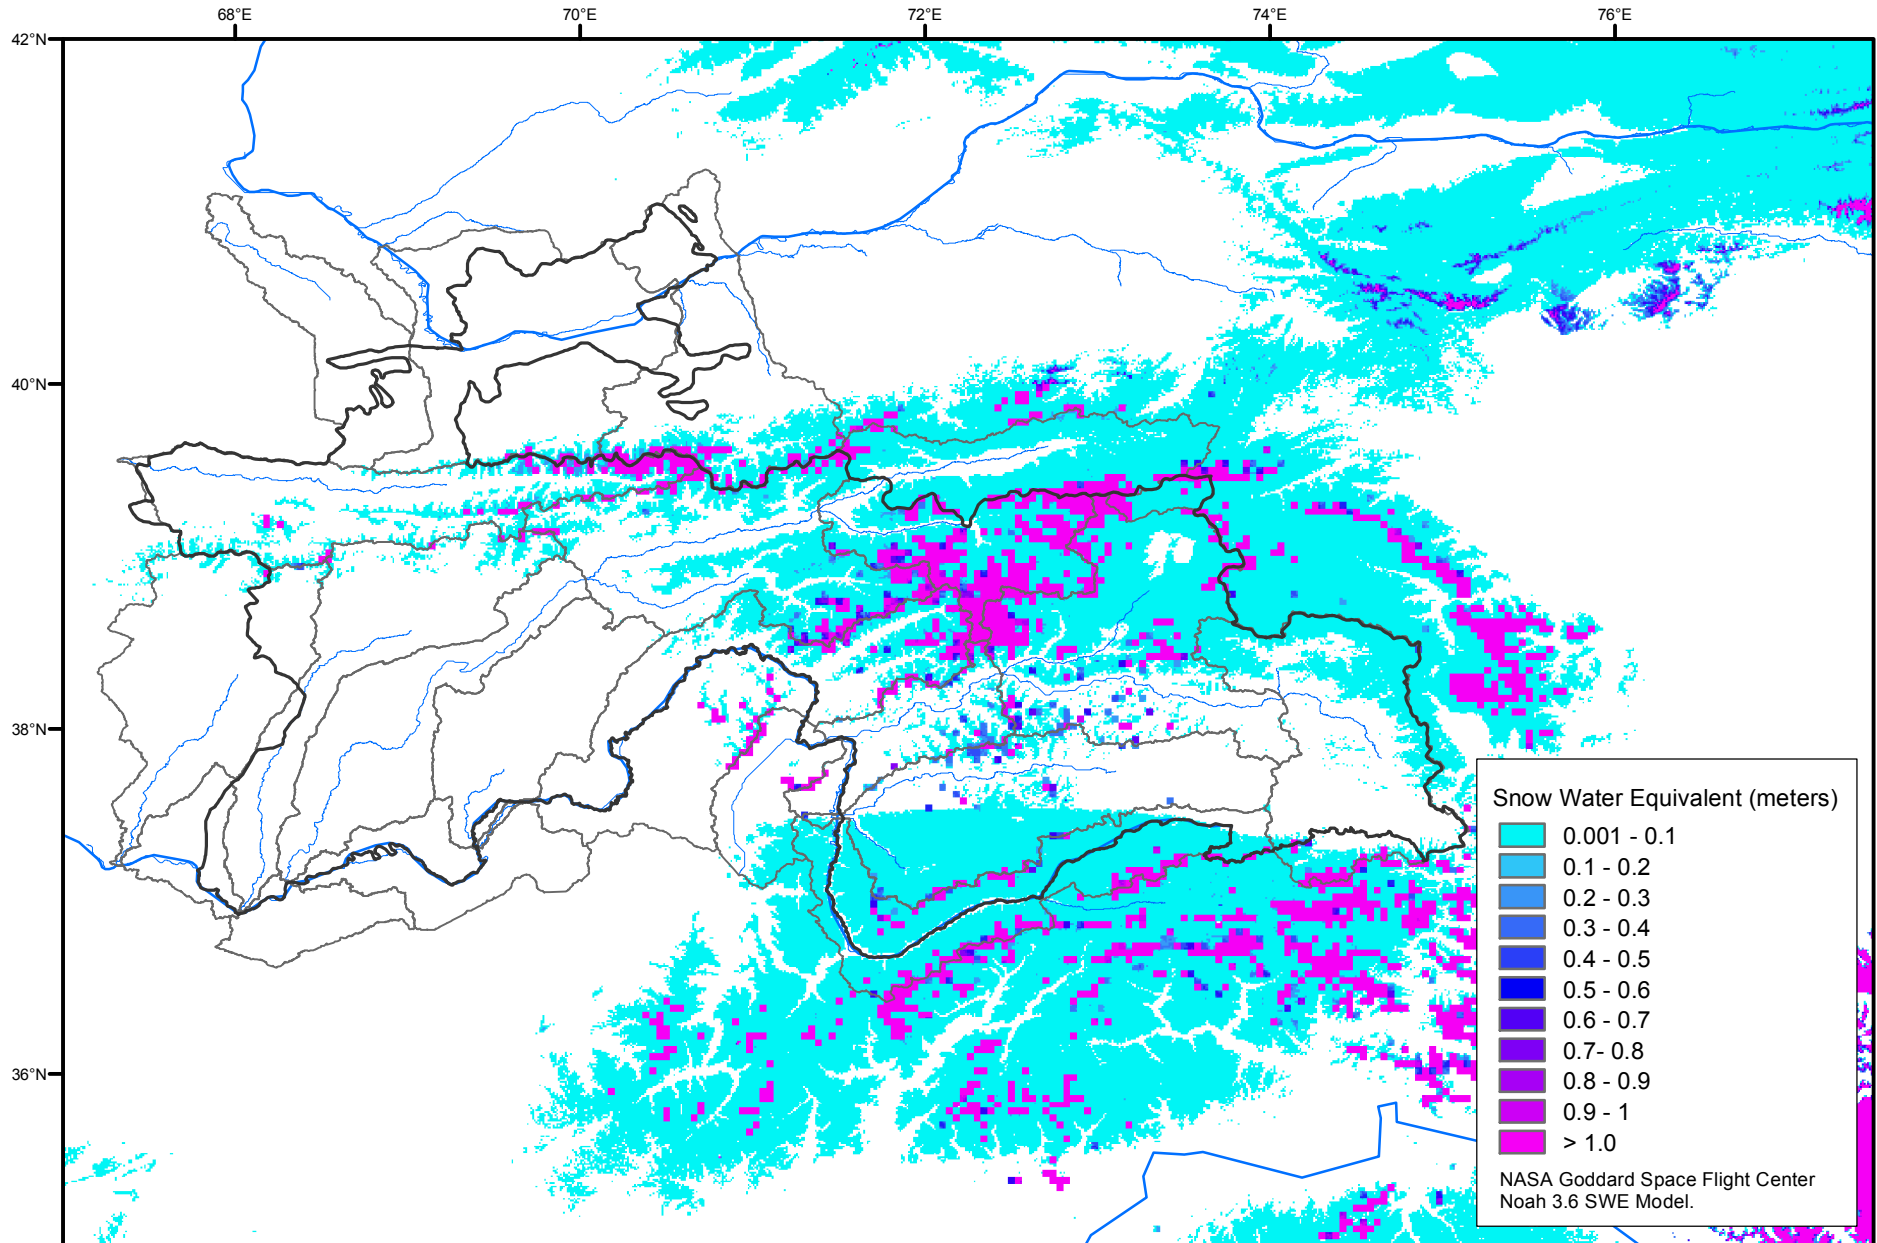 68°E 70°E 72°E 74°E 76°E
42°N
40°N
38°N
36°N
Snow Water Equivalent (meters)
0.001 - 0.1
0.1 - 0.2
0.2 - 0.3
0.3 - 0.4
0.4 - 0.5
0.5 - 0.6
0.6 - 0.7
0.7- 0.8
0.8 - 0.9
0.9 - 1
> 1.0
NASA Goddard Space Flight Center
Noah 3.6 SWE Model.